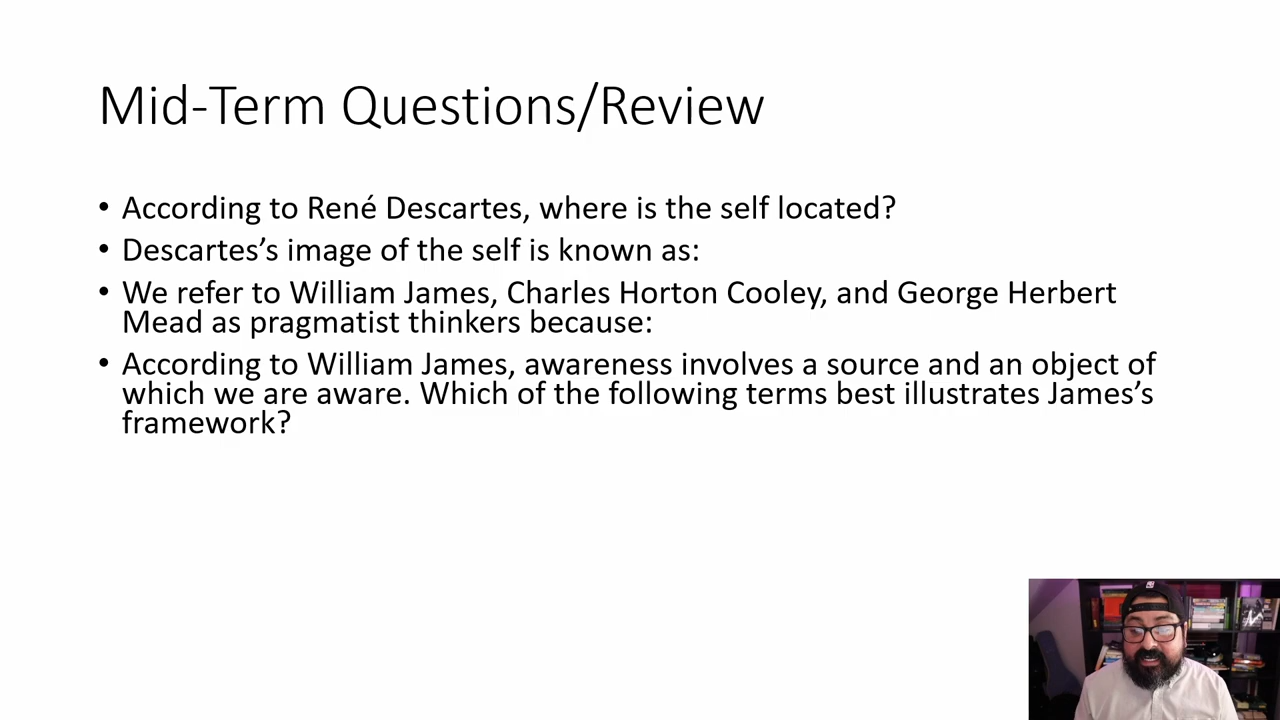 Mid-Term Questions/Review
• According to René Descartes, where is the self located?
• Descartes’s image of the self is known as:
• We refer to William James, Charles Horton Cooley, and George Herbert
Mead as pragmatist thinkers because:
• According to William James, awareness involves a source and an object of
which we are aware. Which of the following terms best illustrates James’s
framework?